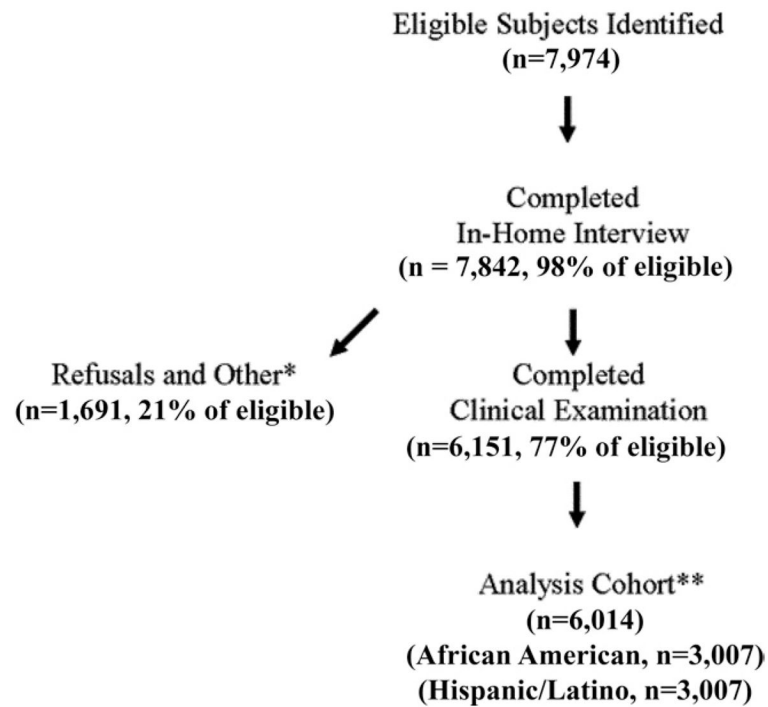 Eligible Subjects Identified
(n=7,974)
Completed
In-Home Interview
(n = 7,842, 98% of eligible)
Refusals and Other*
(n=1,691, 21% of eligible)
Completed
Clinical Examination
(n=6,151, 77% of eligible)
Analysis Cohort**
(n=6,014)
(African American, n=3,007)
(Hispanic/Latino, n=3,007)